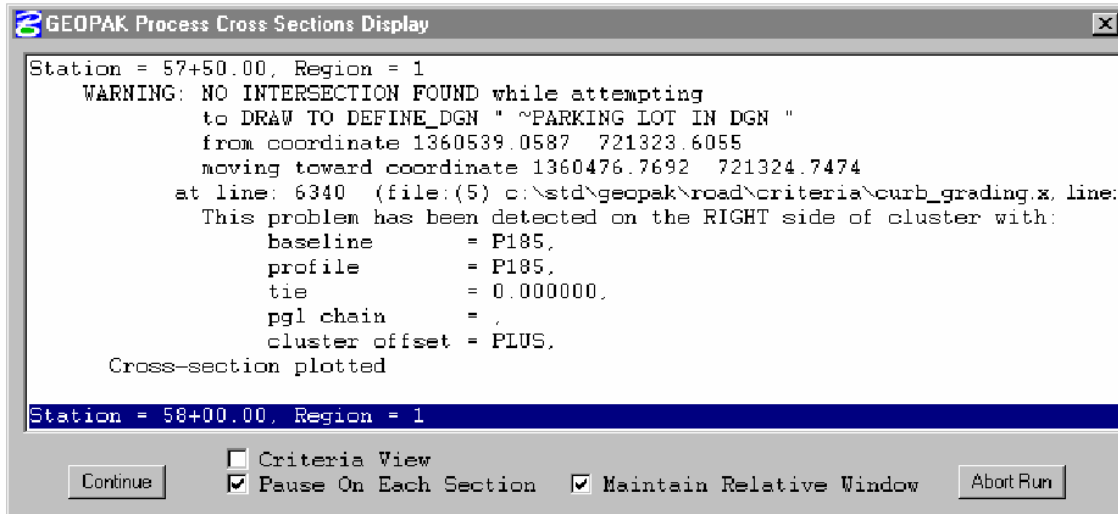 GEOPAK Process Cross Sections Display
Station = 57+50.00, Region = 1
WARNING: NO INTERSECTION FOUND while attempting
to DRAW TO DEFINE_DGN " ~PARKING LOT IN DGN "
from coordinate 1360539.0587  721323.6055
moving toward coordinate 1360476.7692  721324.7474
at line: 6340  (file:(5) c:\std\geopak\road\criteria\curb_grading.x, line:
This problem has been detected on the RIGHT side of cluster with:
baseline = P185,
profile = P185,
tie = 0.000000,
pgl chain = ,
cluster offset = PLUS,
Cross-section plotted
Station = 58+00.00, Region = 1
Criteria View
Continue Pause On Each Section Maintain Relative Window Abort Run